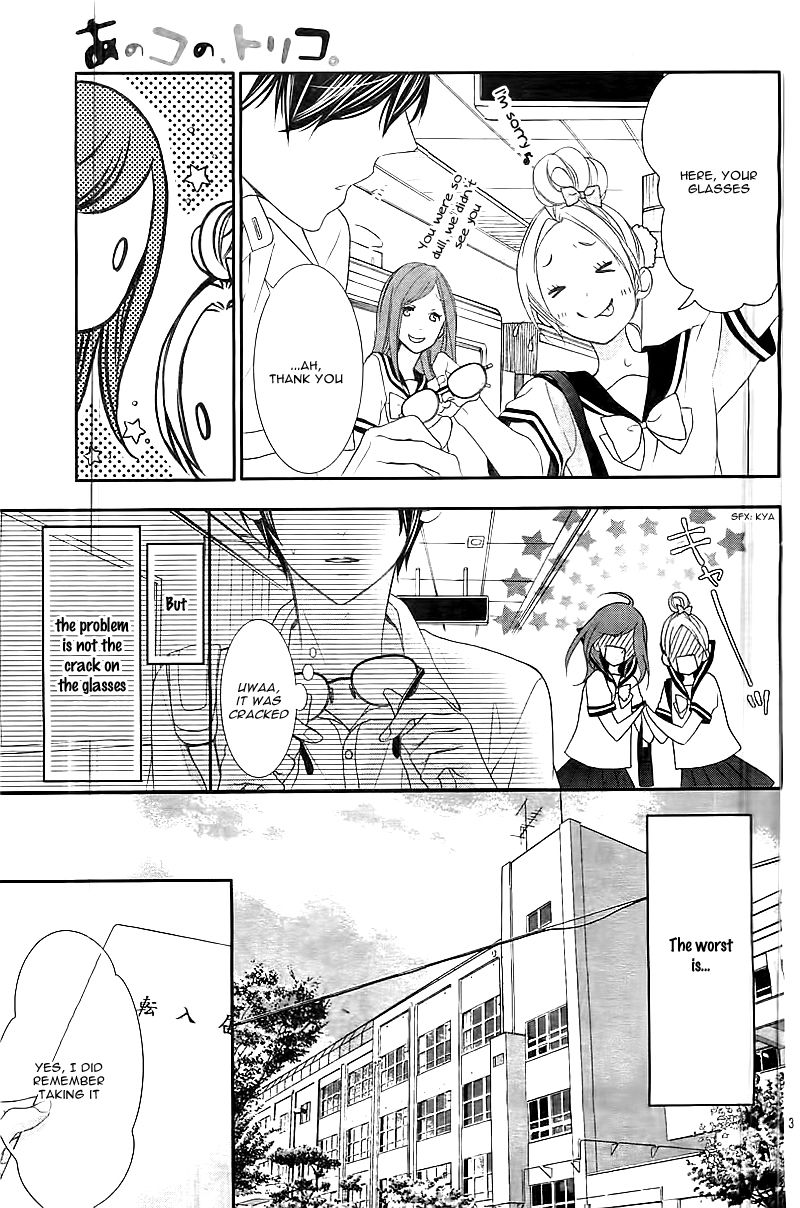 あのコの、トリコ。
HERE, YOUR
GLASSES
I'm sorry♪
You were so
dull, we didn't
see you
...AH,
THANK YOU
SFX: KYA
キャーッ
UWAA,
IT WAS
CRACKED
But
the problem
is not the
crack on
the glasses
The worst
is...
転入
YES, I DID
REMEMBER
TAKING IT
3